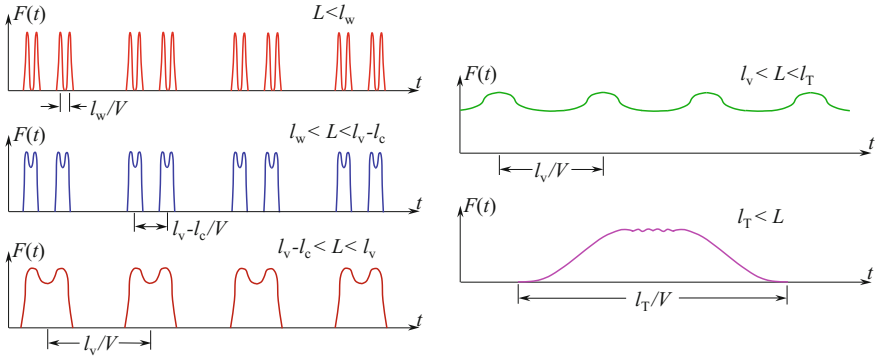 F(t)
L<l_w
t
l_w/V
F(t)
l_w< L<l_v-l_c
t
l_v-l_c/V
F(t)
l_v-l_c< L< l_v
t
l_v/V
F(t)
l_v< L<l_T
t
l_v/V
F(t)
l_T< L
t
l_T/V